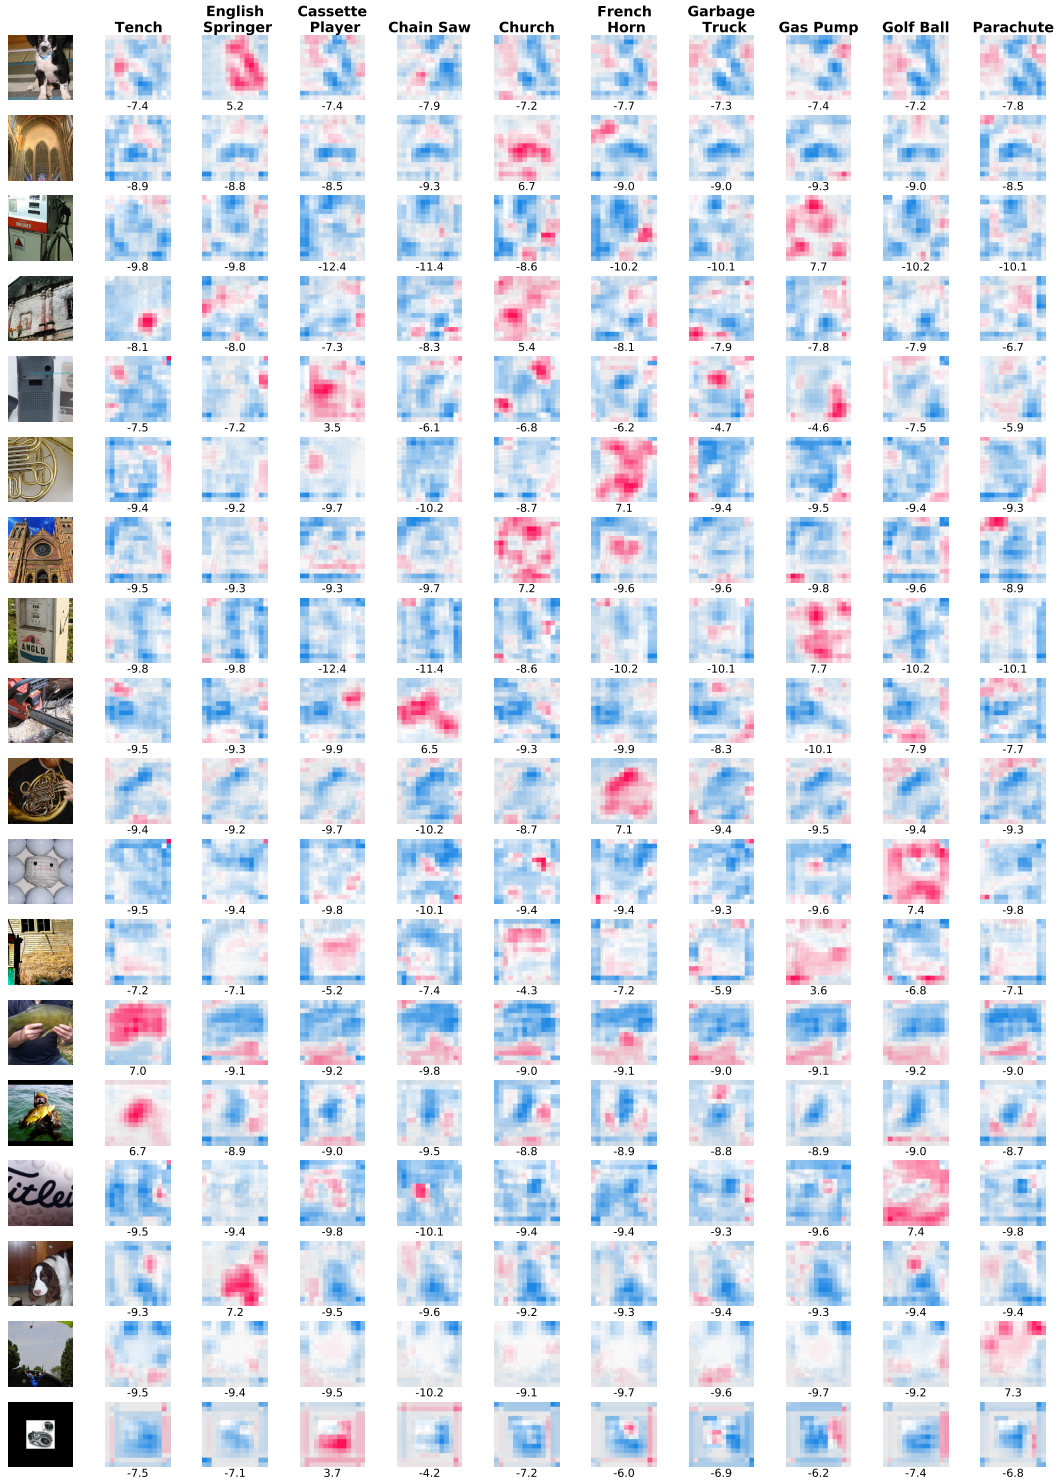 Tench English Springer Cassette Player Chain Saw Church French Horn Garbage Truck Gas Pump Golf Ball Parachute
-7.4 5.2 -7.4 -7.9 -7.2 -7.7 -7.3 -7.4 -7.2 -7.8
-8.9 -8.8 -8.5 -9.3 6.7 -9.0 -9.0 -9.3 -9.0 -8.5
-9.8 -9.8 -12.4 -11.4 -8.6 -10.2 -10.1 7.7 -10.2 -10.1
-8.1 -8.0 -7.3 -8.3 5.4 -8.1 -7.9 -7.8 -7.9 -6.7
-7.5 -7.2 3.5 -6.1 -6.8 -6.2 -4.7 -4.6 -7.5 -5.9
-9.4 -9.2 -9.7 -10.2 -8.7 7.1 -9.4 -9.5 -9.4 -9.3
-9.5 -9.3 -9.3 -9.7 7.2 -9.6 -9.6 -9.8 -9.6 -8.9
ANGLO
-9.8 -9.8 -12.4 -11.4 -8.6 -10.2 -10.1 7.7 -10.2 -10.1
-9.5 -9.3 -9.9 6.5 -9.3 -9.9 -8.3 -10.1 -7.9 -7.7
-9.4 -9.2 -9.7 -10.2 -8.7 7.1 -9.4 -9.5 -9.4 -9.3
-9.5 -9.4 -9.8 -10.1 -9.4 -9.4 -9.3 -9.6 7.4 -9.8
-7.2 -7.1 -5.2 -7.4 -4.3 -7.2 -5.9 3.6 -6.8 -7.1
7.0 -9.1 -9.2 -9.8 -9.0 -9.1 -9.0 -9.1 -9.2 -9.0
6.7 -8.9 -9.0 -9.5 -8.8 -8.9 -8.8 -8.9 -9.0 -8.7
Titlei
-9.5 -9.4 -9.8 -10.1 -9.4 -9.4 -9.3 -9.6 7.4 -9.8
-9.3 7.2 -9.5 -9.6 -9.2 -9.3 -9.4 -9.3 -9.4 -9.4
-9.5 -9.4 -9.5 -10.2 -9.1 -9.7 -9.6 -9.7 -9.2 7.3
-7.5 -7.1 3.7 -4.2 -7.2 -6.0 -6.9 -6.2 -7.4 -6.8